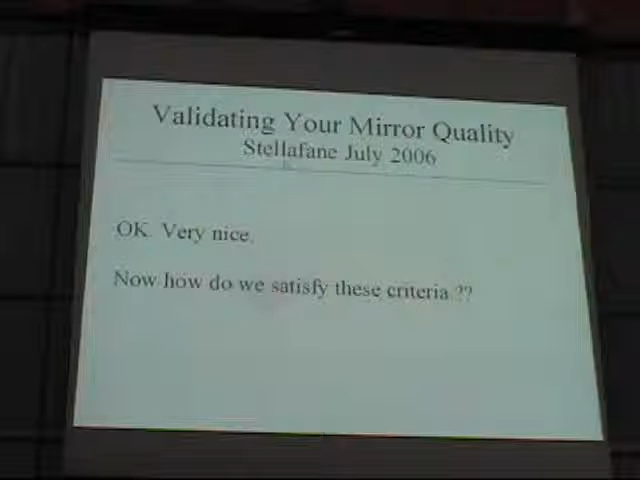 Validating Your Mirror Quality
Stellafane July 2006
OK. Very nice.
Now how do we satisfy these criteria ??